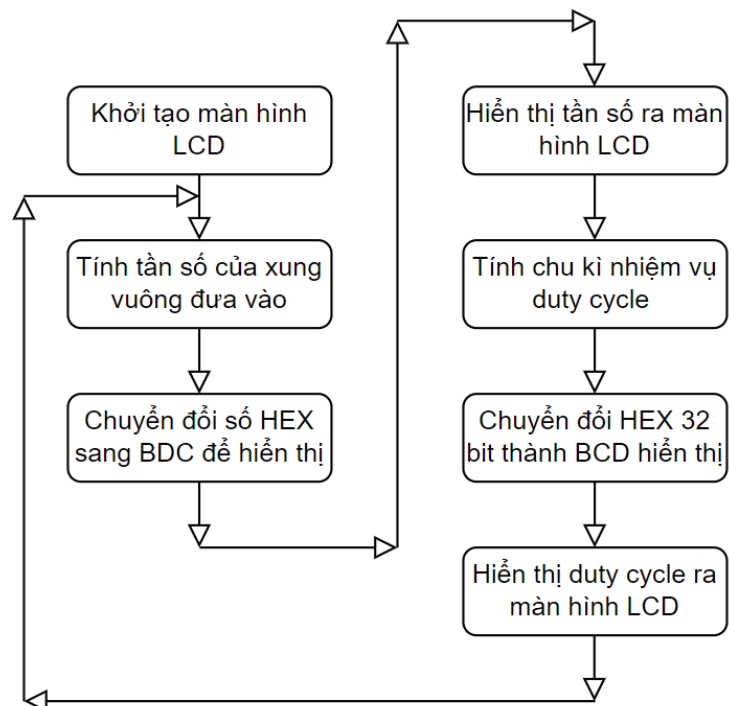 Khởi tạo màn hình
LCD
Tính tần số của xung
vuông đưa vào
Chuyển đổi số HEX
sang BDC để hiển thị
Hiển thị tần số ra màn
hình LCD
Tính chu kì nhiệm vụ
duty cycle
Chuyển đổi HEX 32
bit thành BCD hiển thị
Hiển thị duty cycle ra
màn hình LCD